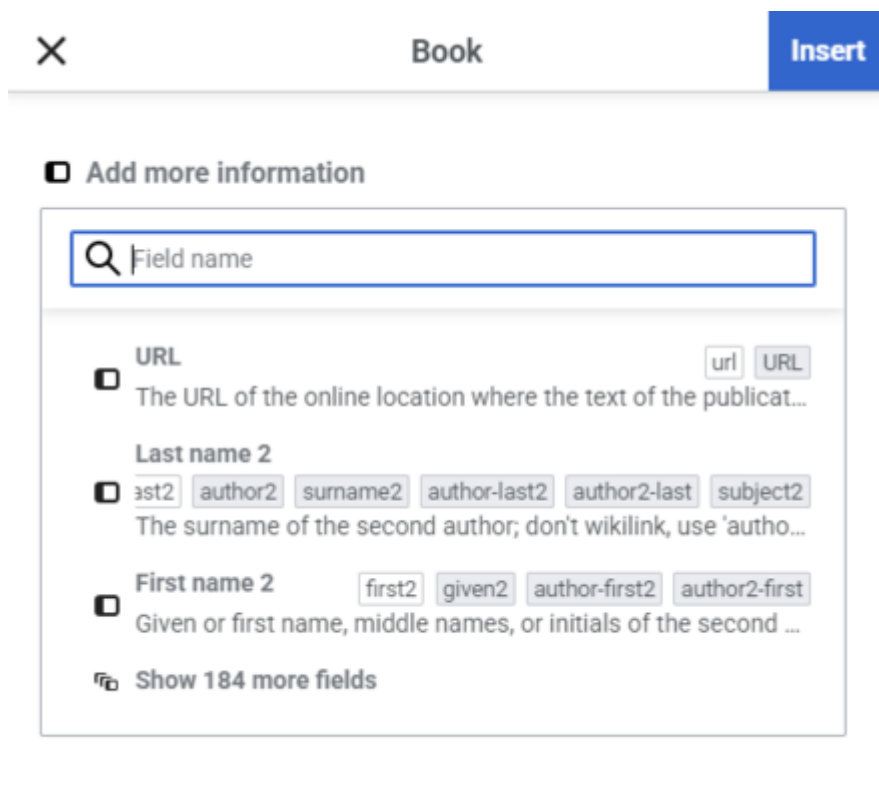 Book Insert
Add more information
Field name
URL url URL
The URL of the online location where the text of the publicat...
Last name 2
author2 surname2 author-last2 author2-last subject2
The surname of the second author; don't wikilink, use 'autho...
First name 2 first2 given2 author-first2 author2-first
Given or first name, middle names, or initials of the second ...
Show 184 more fields